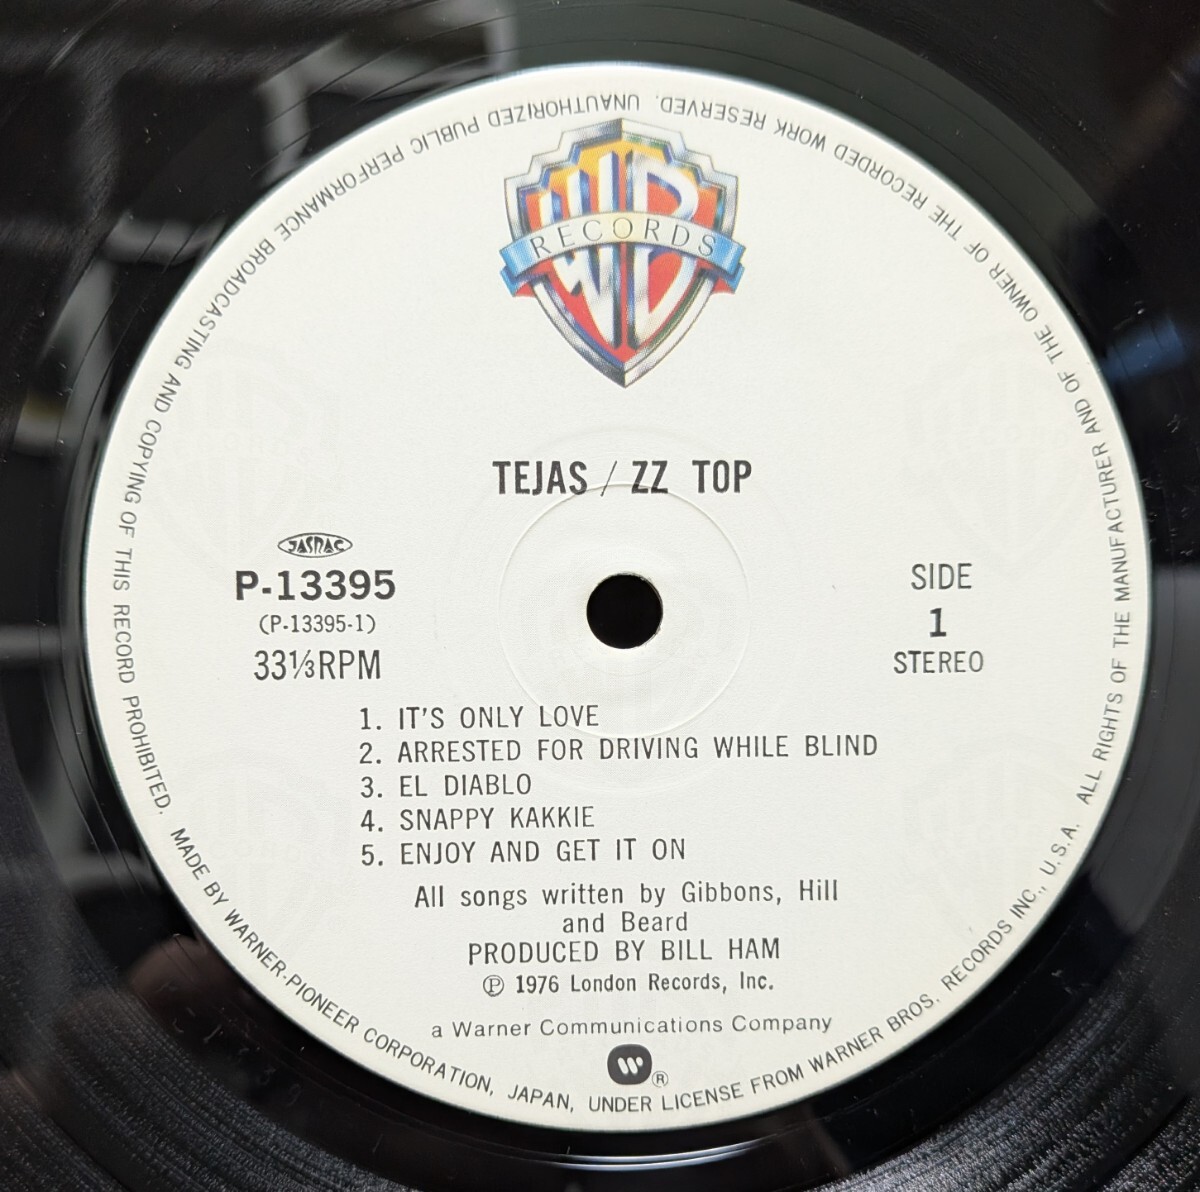 WB
RECORDS
TEJAS / ZZ TOP
JASRAC
P-13395
(P-13395-1)
33⅓RPM
SIDE
1
STEREO
1. IT'S ONLY LOVE
2. ARRESTED FOR DRIVING WHILE BLIND
3. EL DIABLO
4. SNAPPY KAKKIE
5. ENJOY AND GET IT ON
All songs written by Gibbons, Hill
and Beard
PRODUCED BY BILL HAM
℗ 1976 London Records, Inc.
a Warner Communications Company
W ®
MADE BY WARNER-PIONEER CORPORATION, JAPAN, UNDER LICENSE FROM WARNER BROS. RECORDS INC., U.S.A. ALL RIGHTS OF THE MANUFACTURER AND OF THE OWNER OF THE RECORDED WORK RESERVED. UNAUTHORIZED PUBLIC PERFORMANCE BROADCASTING AND COPYING OF THIS RECORD PROHIBITED.